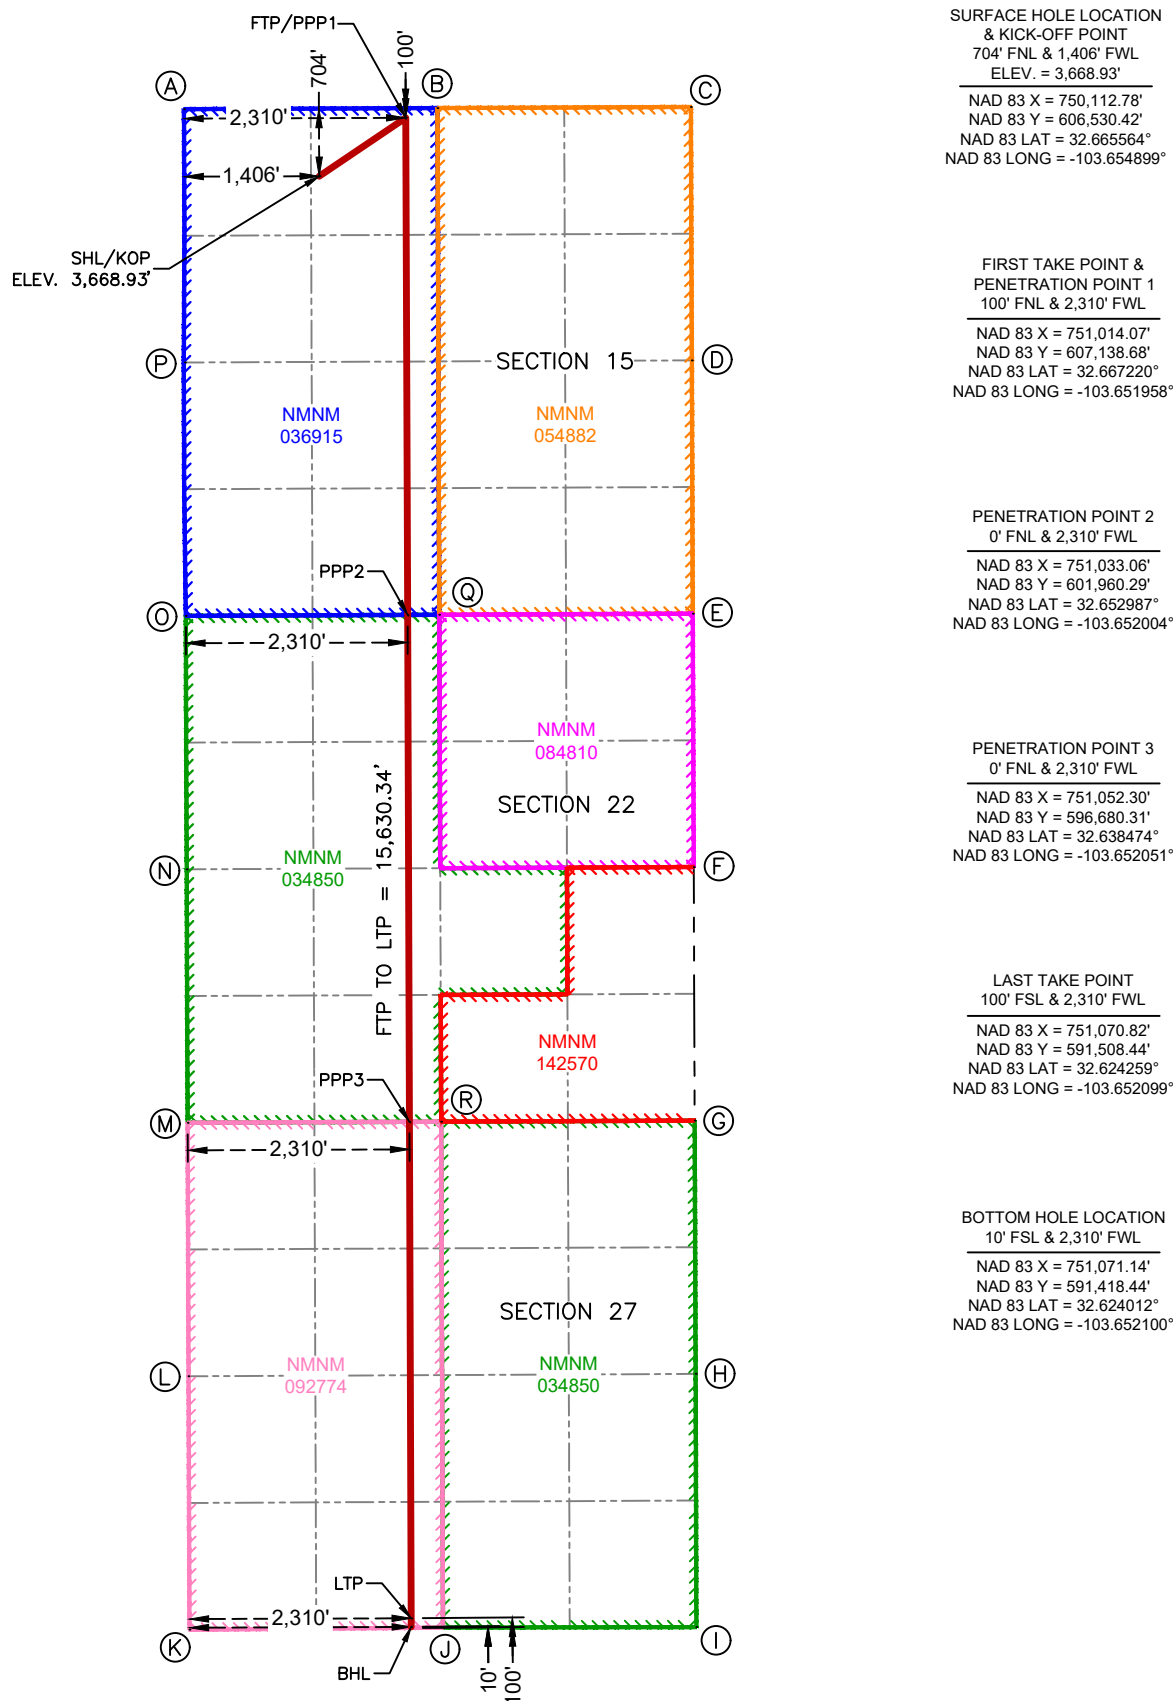 FTP/PPP1
704'
100'
A
B
C
2,310'
1,406'
SHL/KOP
ELEV. 3,668.93'
P
SECTION 15
D
NMNM
036915
NMNM
054882
PPP2
O
Q
E
2,310'
NMNM
084810
SECTION 22
FTP TO LTP = 15,630.34'
NMNM
034850
N
F
NMNM
142570
PPP3
M
R
G
2,310'
SECTION 27
NMNM
092774
NMNM
034850
L
H
LTP
2,310'
K
J
I
BHL
10'
100'
SURFACE HOLE LOCATION
& KICK-OFF POINT
704' FNL & 1,406' FWL
ELEV. = 3,668.93'
NAD 83 X = 750,112.78'
NAD 83 Y = 606,530.42'
NAD 83 LAT = 32.665564°
NAD 83 LONG = -103.654899°
FIRST TAKE POINT &
PENETRATION POINT 1
100' FNL & 2,310' FWL
NAD 83 X = 751,014.07'
NAD 83 Y = 607,138.68'
NAD 83 LAT = 32.667220°
NAD 83 LONG = -103.651958°
PENETRATION POINT 2
0' FNL & 2,310' FWL
NAD 83 X = 751,033.06'
NAD 83 Y = 601,960.29'
NAD 83 LAT = 32.652987°
NAD 83 LONG = -103.652004°
PENETRATION POINT 3
0' FNL & 2,310' FWL
NAD 83 X = 751,052.30'
NAD 83 Y = 596,680.31'
NAD 83 LAT = 32.638474°
NAD 83 LONG = -103.652051°
LAST TAKE POINT
100' FSL & 2,310' FWL
NAD 83 X = 751,070.82'
NAD 83 Y = 591,508.44'
NAD 83 LAT = 32.624259°
NAD 83 LONG = -103.652099°
BOTTOM HOLE LOCATION
10' FSL & 2,310' FWL
NAD 83 X = 751,071.14'
NAD 83 Y = 591,418.44'
NAD 83 LAT = 32.624012°
NAD 83 LONG = -103.652100°